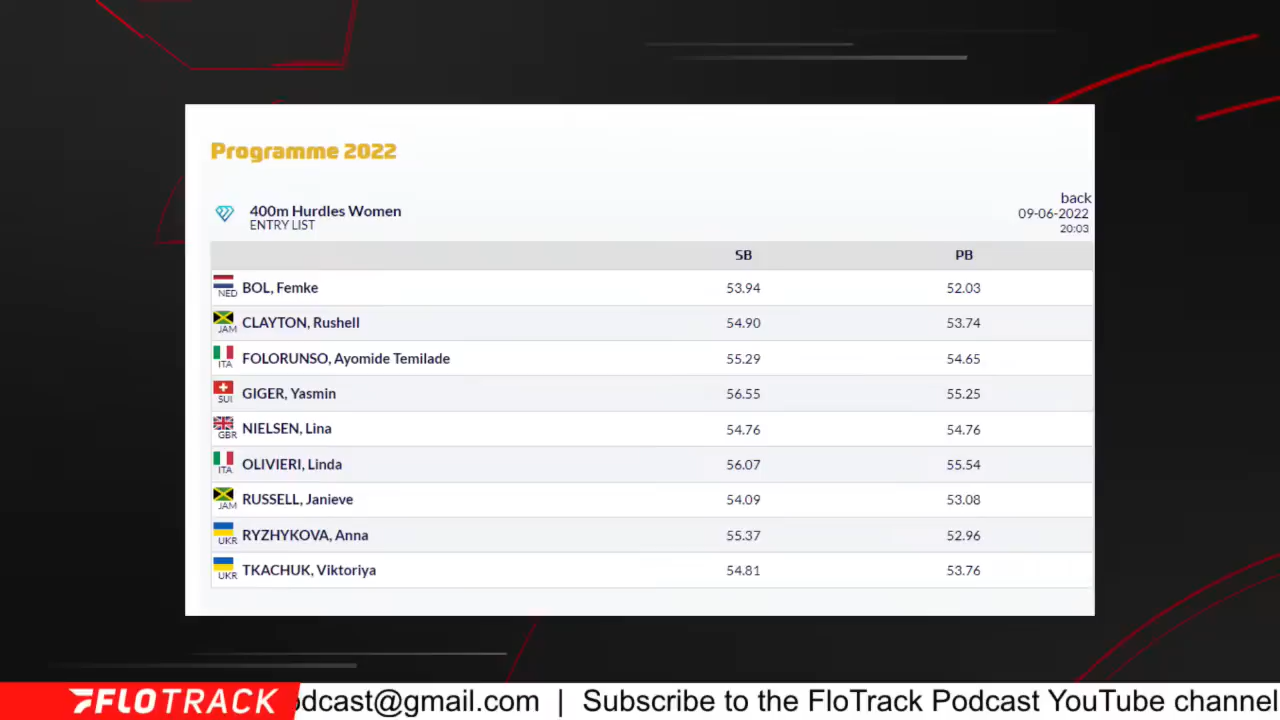 Programme 2022
back
400m Hurdles Women
09-06-2022
ENTRY LIST
20:03
SB PB
NED BOL, Femke 53.94 52.03
JAM CLAYTON, Rushell 54.90 53.74
ITA FOLORUNSO, Ayomide Temilade 55.29 54.65
SUI GIGER, Yasmin 56.55 55.25
GBR NIELSEN, Lina 54.76 54.76
ITA OLIVIERI, Linda 56.07 55.54
JAM RUSSELL, Janieve 54.09 53.08
UKR RYZHYKOVA, Anna 55.37 52.96
UKR TKACHUK, Viktoriya 54.81 53.76
FLOTRACK odcast@gmail.com | Subscribe to the FloTrack Podcast YouTube channel